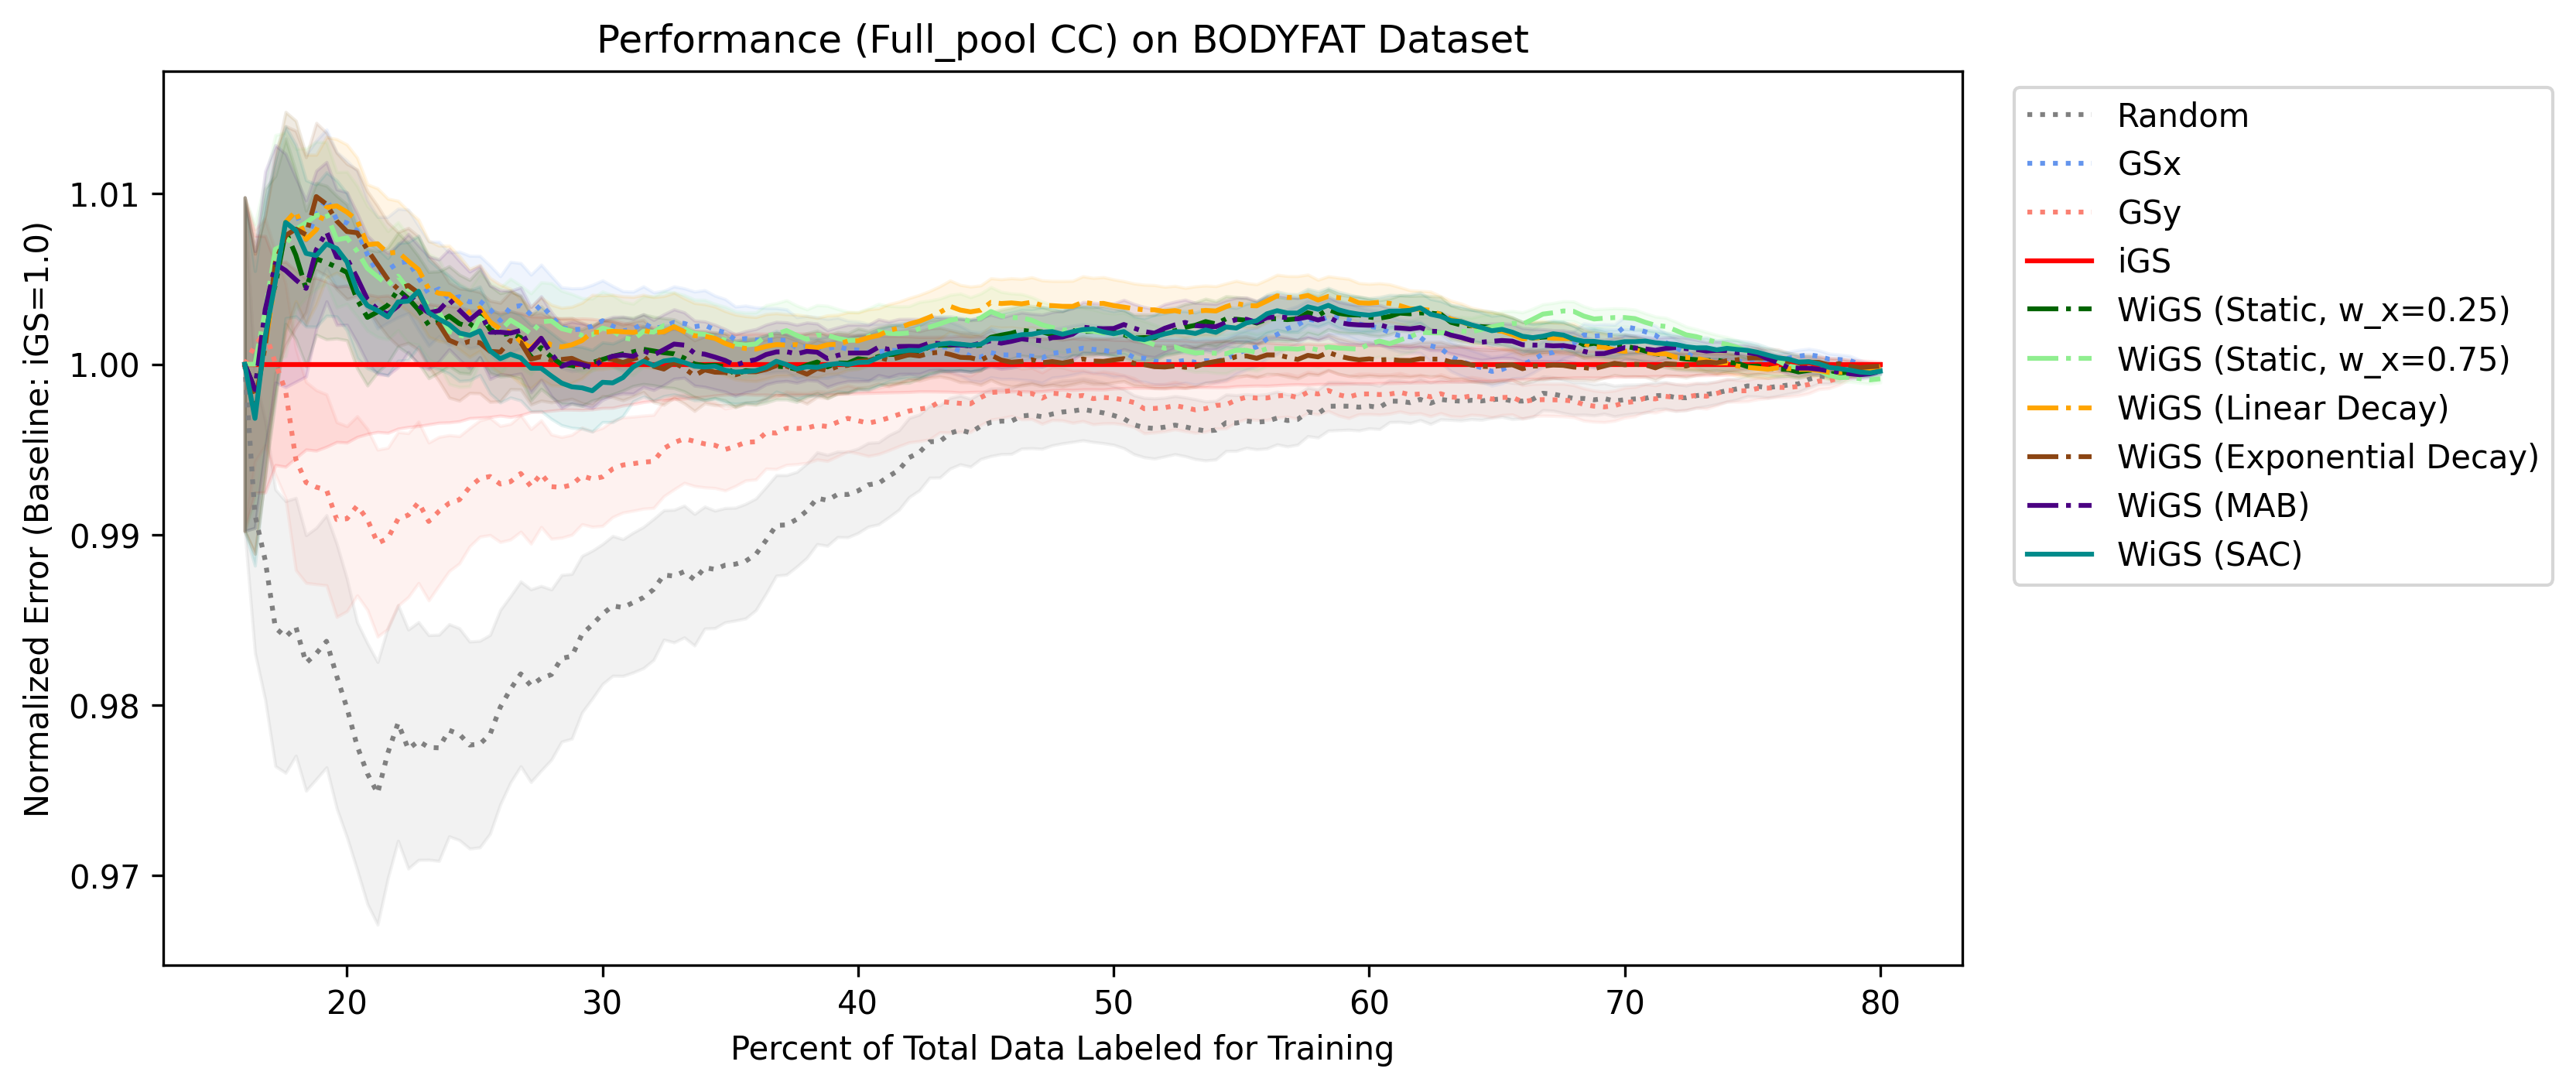 Performance (Full_pool CC) on BODYFAT Dataset
Normalized Error (Baseline: iGS=1.0)
1.01
1.00
0.99
0.98
0.97
20 30 40 50 60 70 80
Percent of Total Data Labeled for Training
Random
GSx
GSy
iGS
WiGS (Static, w_x=0.25)
WiGS (Static, w_x=0.75)
WiGS (Linear Decay)
WiGS (Exponential Decay)
WiGS (MAB)
WiGS (SAC)